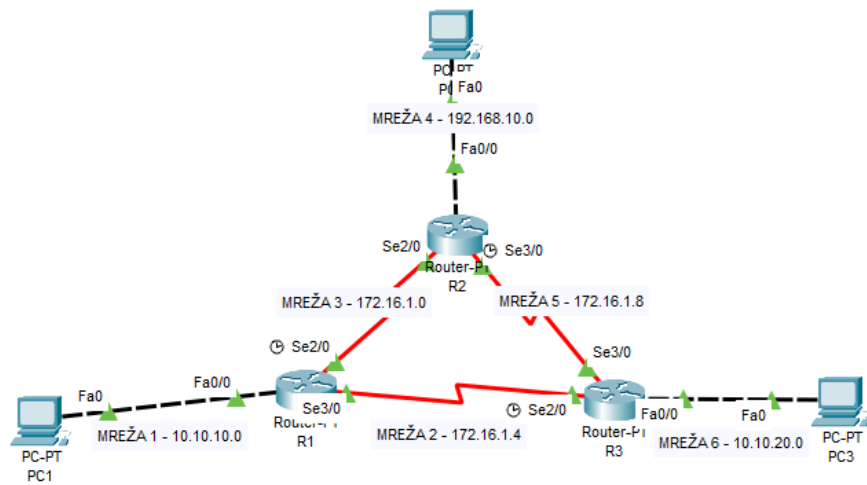 PC-PT
Fa0
MREŽA 4 - 192.168.10.0
Fa0/0
Se2/0
Se3/0
R2
MREŽA 3 - 172.16.1.0
MREŽA 5 - 172.16.1.8
Se2/0
Se3/0
Fa0
Fa0/0
Se3/0
Se2/0
Fa0/0
Fa0
R1
MREŽA 1 - 10.10.10.0
MREŽA 2 - 172.16.1.4
R3
MREŽA 6 - 10.10.20.0
PC-PT
PC1
PC-PT
PC3